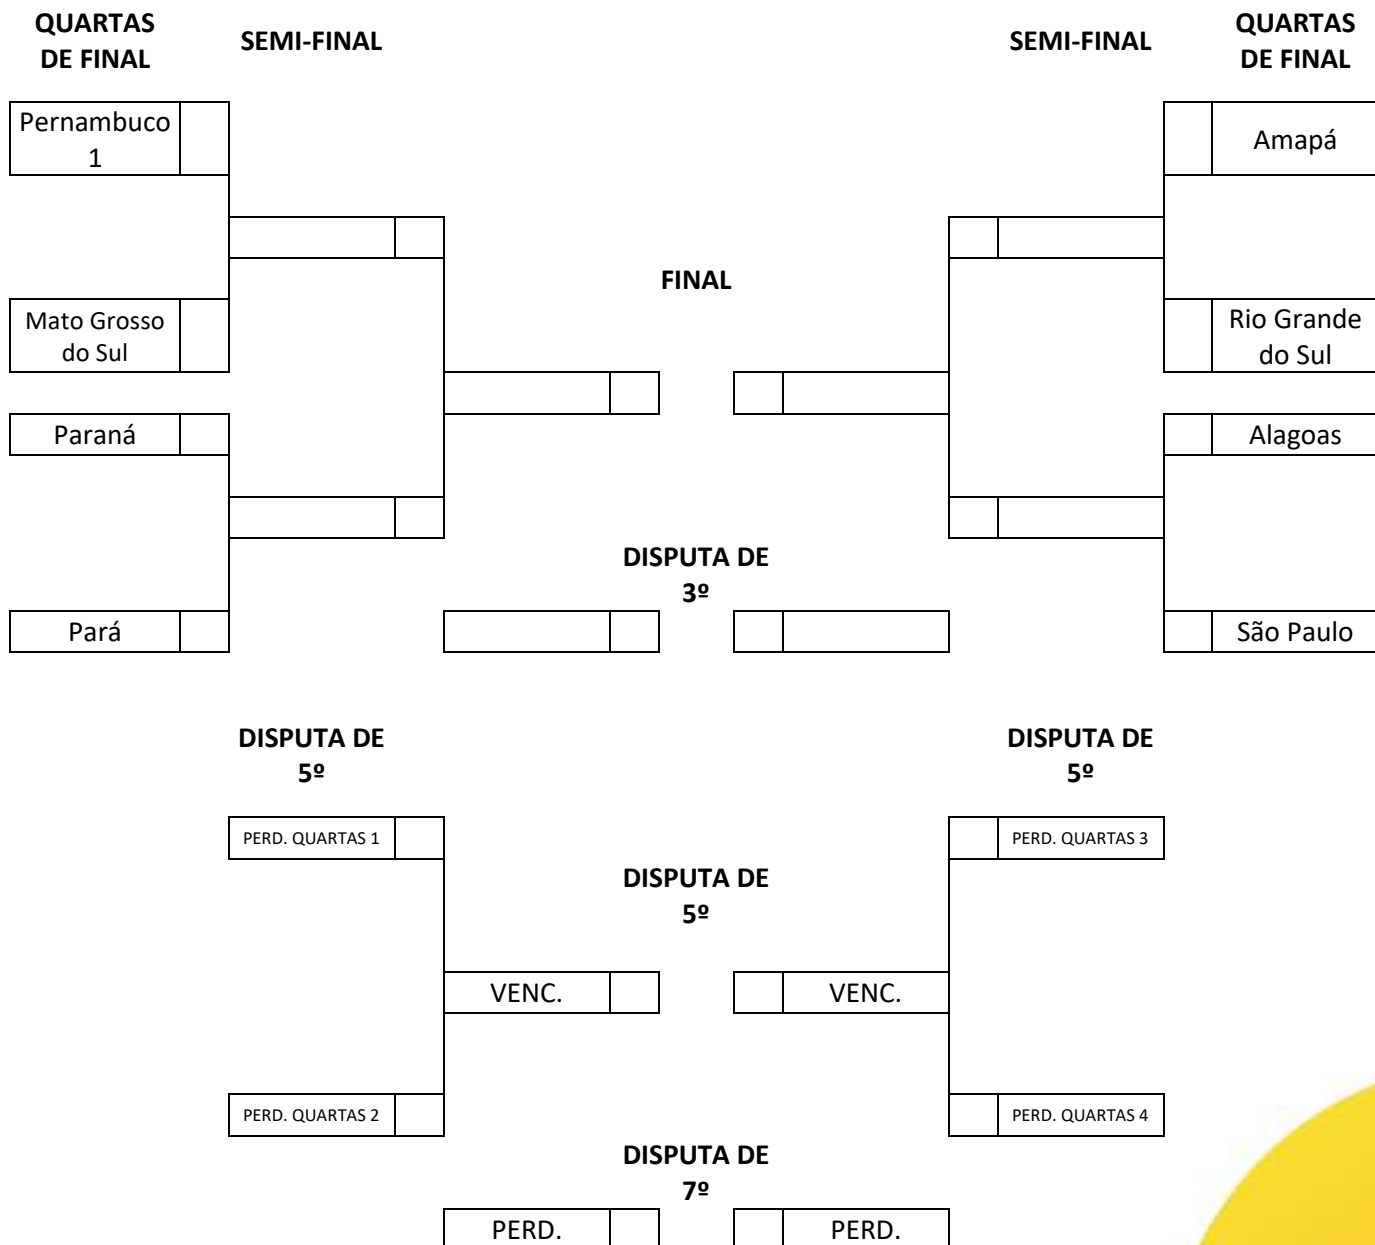 QUARTAS
DE FINAL
SEMI-FINAL
SEMI-FINAL
QUARTAS
DE FINAL
Pernambuco
1
Amapá
FINAL
Mato Grosso
do Sul
Rio Grande
do Sul
Paraná
Alagoas
DISPUTA DE
3º
Pará
São Paulo
DISPUTA DE
5º
DISPUTA DE
5º
PERD. QUARTAS 1
PERD. QUARTAS 3
DISPUTA DE
5º
VENC.
VENC.
PERD. QUARTAS 2
PERD. QUARTAS 4
DISPUTA DE
7º
PERD.
PERD.